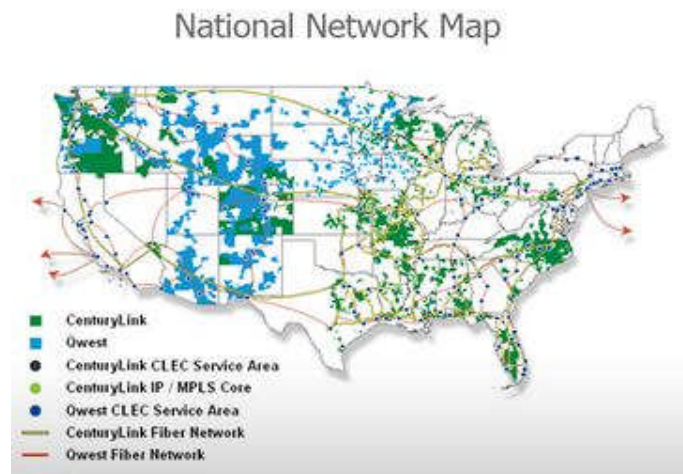 National Network Map
CenturyLink
Qwest
CenturyLink CLEC Service Area
CenturyLink IP / MPLS Core
Qwest CLEC Service Area
CenturyLink Fiber Network
Qwest Fiber Network